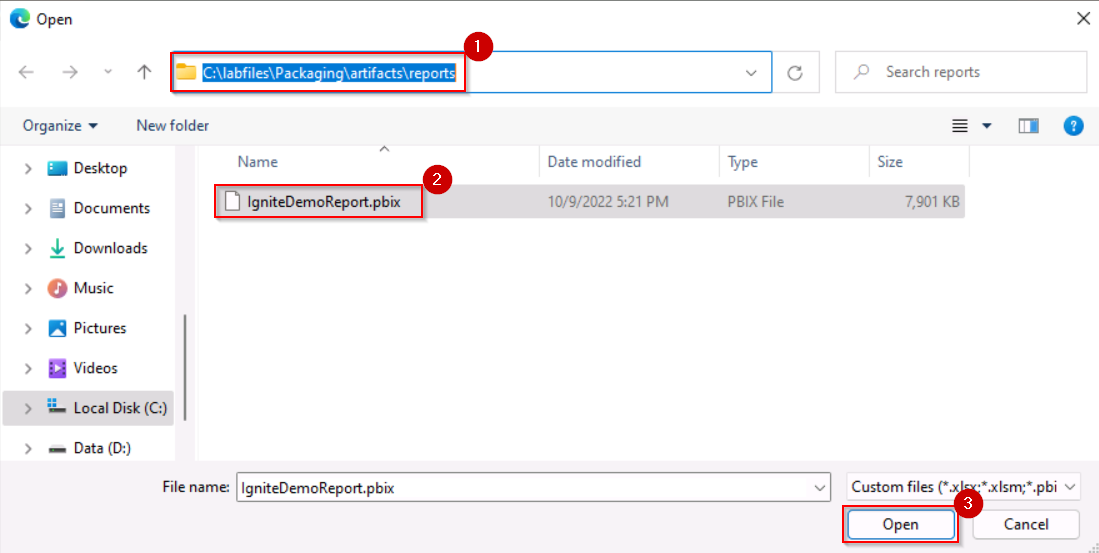 Open
1
C:\labfiles\Packaging\artifacts\reports
Search reports
Organize
New folder
?
Name
Date modified
Type
Size
2
IgniteDemoReport.pbix
10/9/2022 5:21 PM
PBIX File
7,901 KB
Desktop
Documents
Downloads
Music
Pictures
Videos
Local Disk (C:)
Data (D:)
File name:
IgniteDemoReport.pbix
Custom files (*.xlsx;*.xlsm;*.pbi
3
Open
Cancel